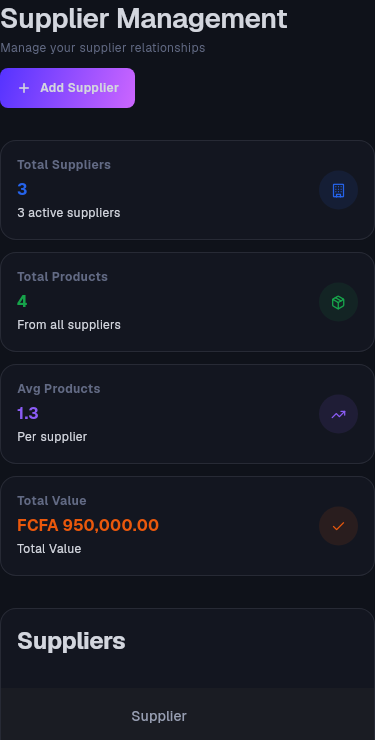 Supplier Management
Manage your supplier relationships
Add Supplier
Total Suppliers
3
3 active suppliers
Total Products
4
From all suppliers
Avg Products
1.3
Per supplier
Total Value
FCFA 950,000.00
Total Value
Suppliers
Supplier